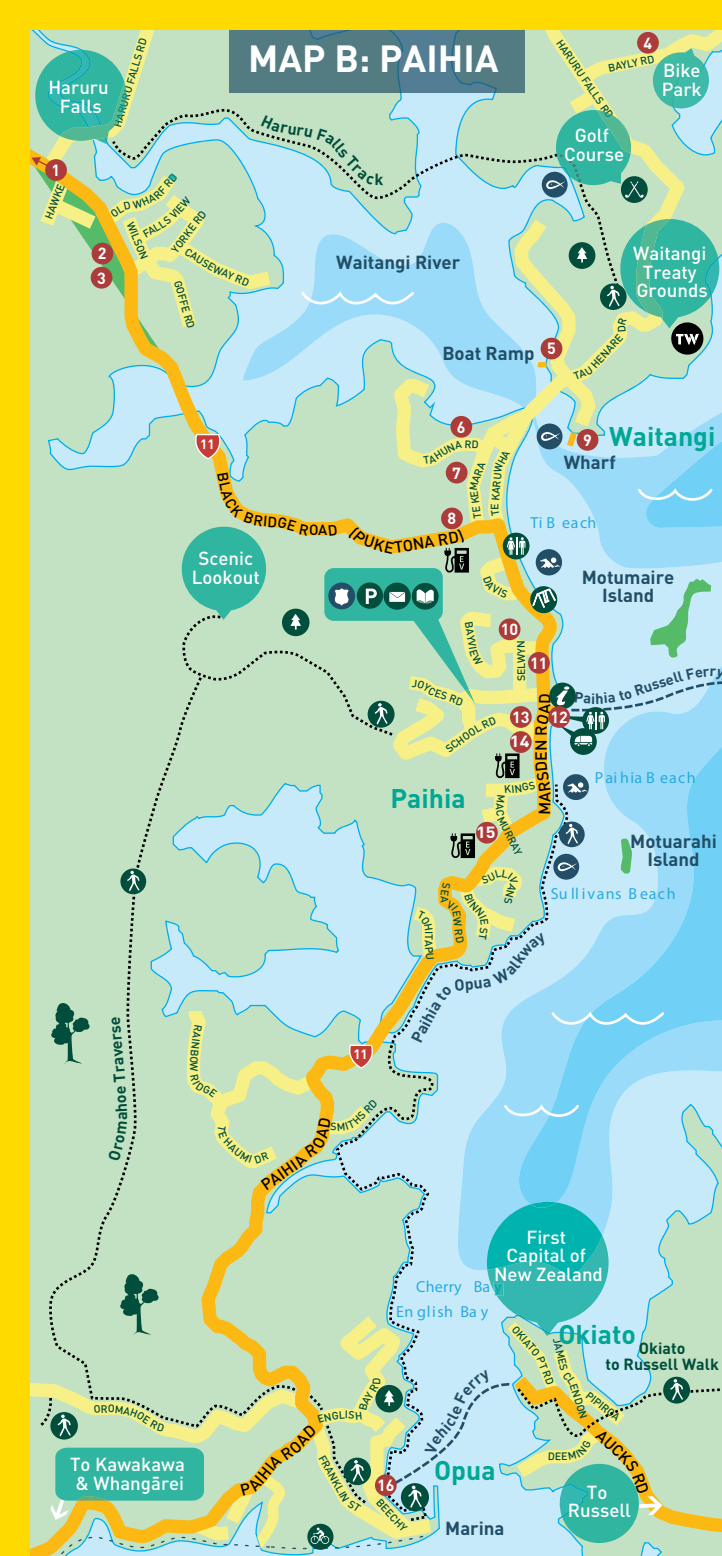 MAP B: PAIHIA
Haruru
Falls
HARURU FALLS RD
HARURU FALLS RD
4
BAYLY RD
Bike
Park
Golf
Course
Haruru Falls Track
1
HAWKE
OLD WHARF RD
FALLS VIEW
YORKE RD
WILSON
CAUSEWAY RD
GOFFE RD
2
3
Waitangi River
Waitangi
Treaty
Grounds
TW
Boat Ramp
5
TAU HENARE DR
6
TAHUNA RD
7
TE KEMARA
TE KARUWHA
9
Waitangi
Wharf
11
BLACK BRIDGE ROAD (PUKETONA RD)
8
EV
Ti Beach
Scenic
Lookout
P
DAVIS
Motumaire
Island
10
BAYVIEW
SELWYN
11
JOYCES RD
i
Paihia to Russell Ferry
SCHOOL RD
13
12
14
EV
MARSDEN ROAD
Paihia
KINGS
Paihia Beach
MACMURRAY
15
EV
Motuarahi
Island
SULLIVANS
Sullivans Beach
SEAVIEW RD
BINNIE ST
TOHITAPU
Paihia to Opua Walkway
11
RAINBOW RIDGE
Oromahoe Traverse
SMITHS RD
TE HAUMI DR
PAIHIA ROAD
First
Capital of
New Zealand
Cherry Bay
English Bay
Okiato
OKIATO PT RD
JAMES CLENDON
PIPIROA
Okiato
to Russell Walk
Vehicle Ferry
OROMAHOE RD
ENGLISH BAY RD
PAIHIA ROAD
FRANKLIN ST
AUCKS RD
DEEMING
To Kawakawa
& Whangārei
Opua
16
BEECHY
To
Russell
Marina